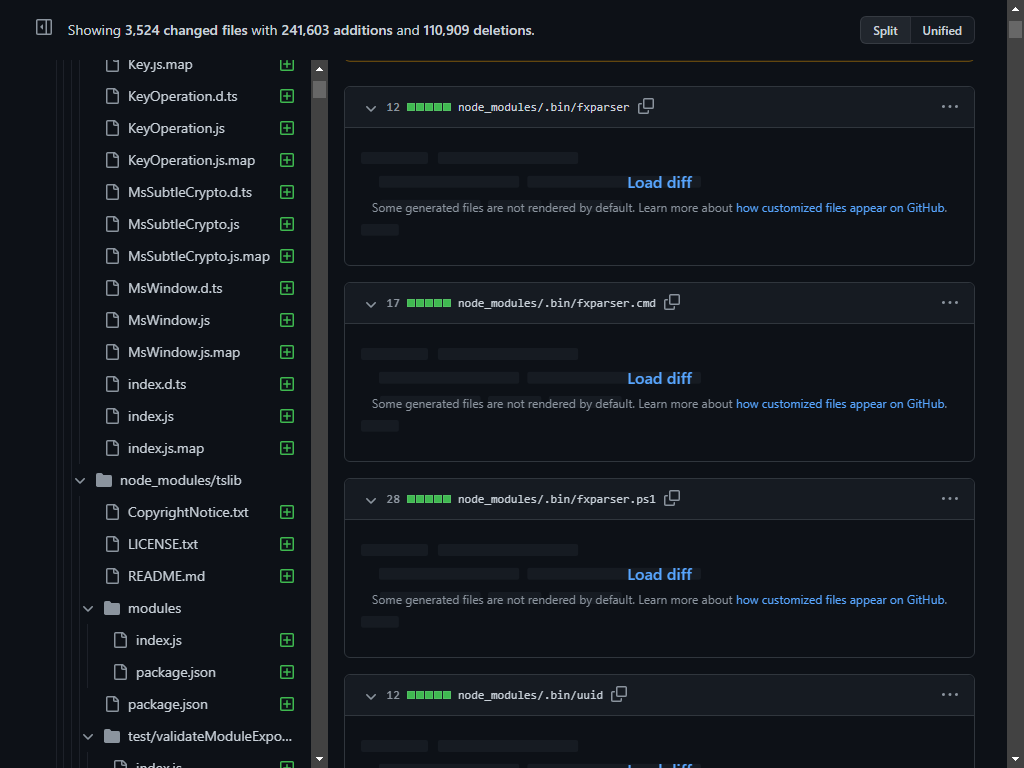 Showing 3,524 changed files with 241,603 additions and 110,909 deletions.
Split
Unified
Key.js.map
KeyOperation.d.ts
KeyOperation.js
KeyOperation.js.map
MsSubtleCrypto.d.ts
MsSubtleCrypto.js
MsSubtleCrypto.js.map
MsWindow.d.ts
MsWindow.js
MsWindow.js.map
index.d.ts
index.js
index.js.map
node_modules/tslib
CopyrightNotice.txt
LICENSE.txt
README.md
modules
index.js
package.json
package.json
test/validateModuleExpo...
index.js
12 node_modules/.bin/fxparser
Load diff
Some generated files are not rendered by default. Learn more about how customized files appear on GitHub.
17 node_modules/.bin/fxparser.cmd
Load diff
Some generated files are not rendered by default. Learn more about how customized files appear on GitHub.
28 node_modules/.bin/fxparser.ps1
Load diff
Some generated files are not rendered by default. Learn more about how customized files appear on GitHub.
12 node_modules/.bin/uuid
Load diff